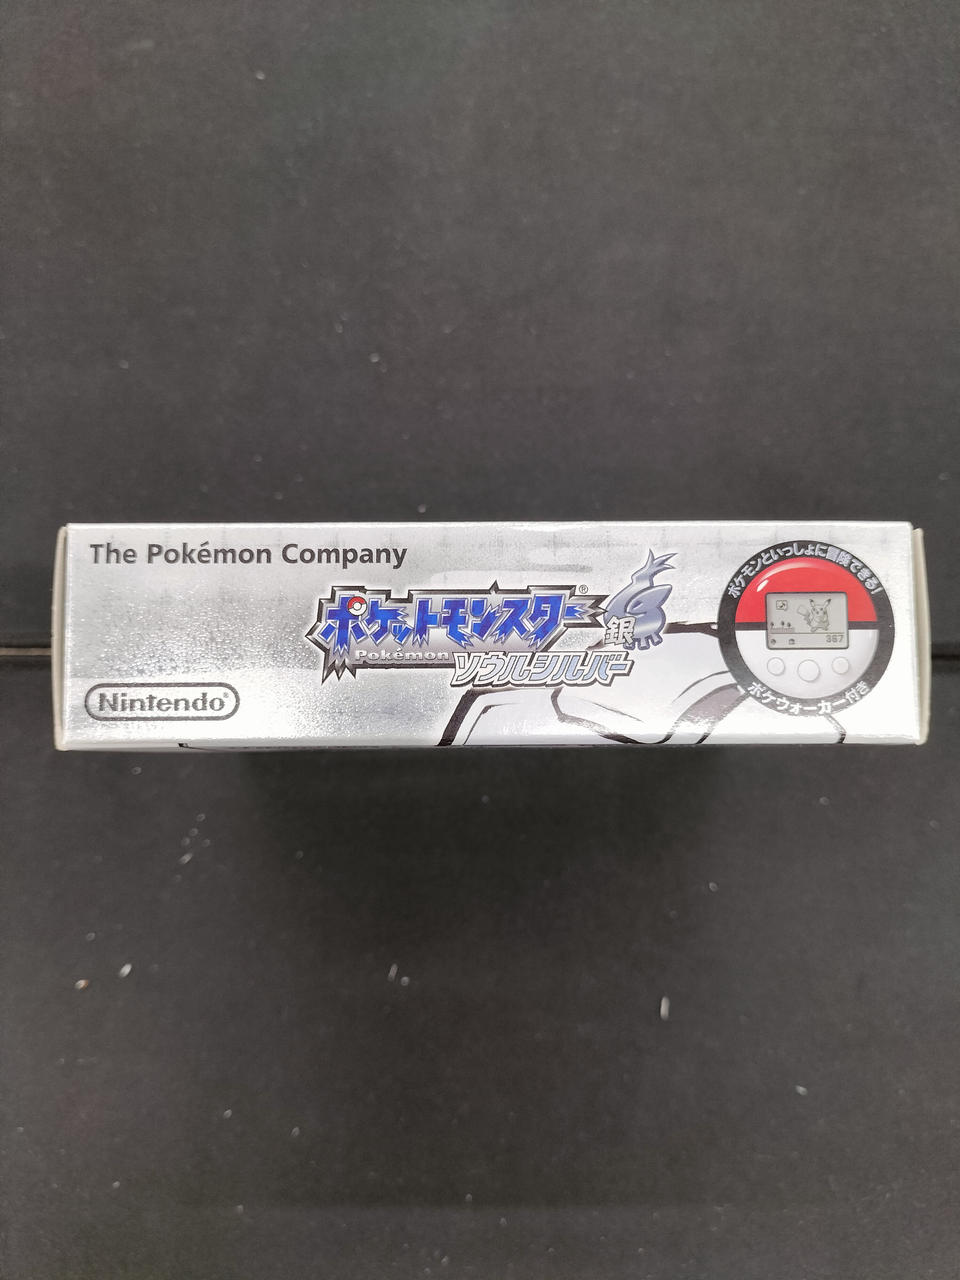 The Pokémon Company
ポケットモンスター®
Pokémon
銀
ソウルシルバー
Nintendo®
ポケモンといっしょに冒険できる!
367
ポケウォーカー付き